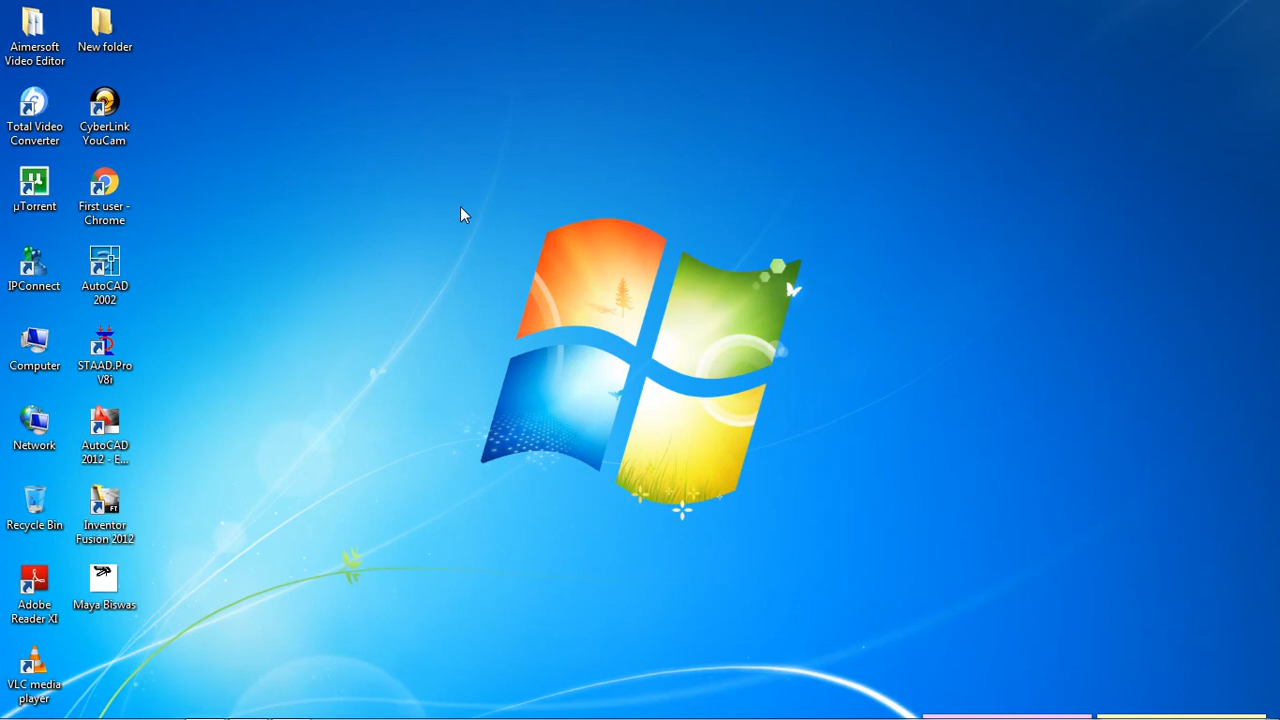 Aimersoft
Video Editor
New folder
Total Video
Converter
CyberLink
YouCam
µTorrent
First user -
Chrome
IPConnect
AutoCAD
2002
Computer
STAAD.Pro
V8i
Network
AutoCAD
2012 - E...
Recycle Bin
Inventor
Fusion 2012
FT
Adobe
Reader XI
Maya Biswas
VLC media
player